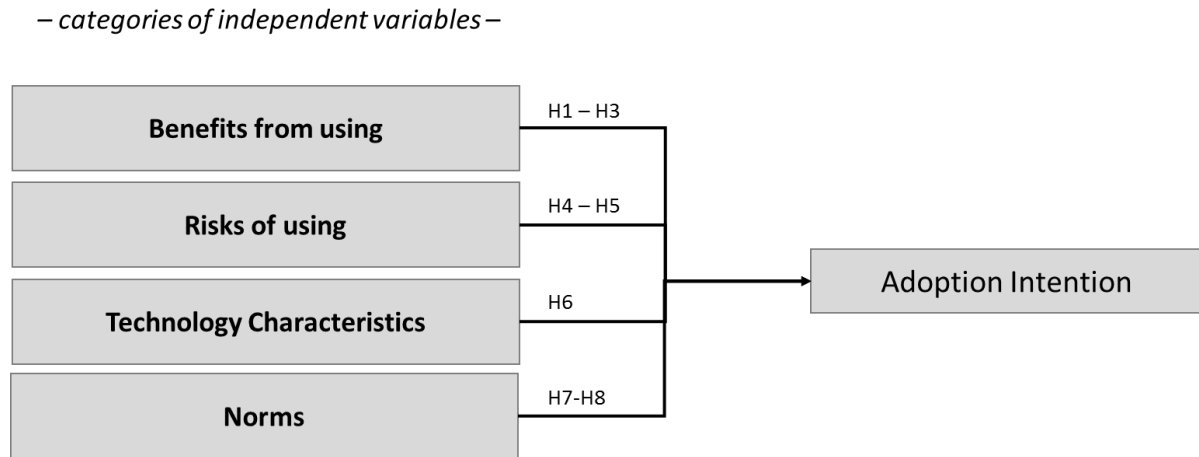 – categories of independent variables –
Benefits from using
H1 – H3
Risks of using
H4 – H5
Technology Characteristics
H6
Norms
H7-H8
Adoption Intention